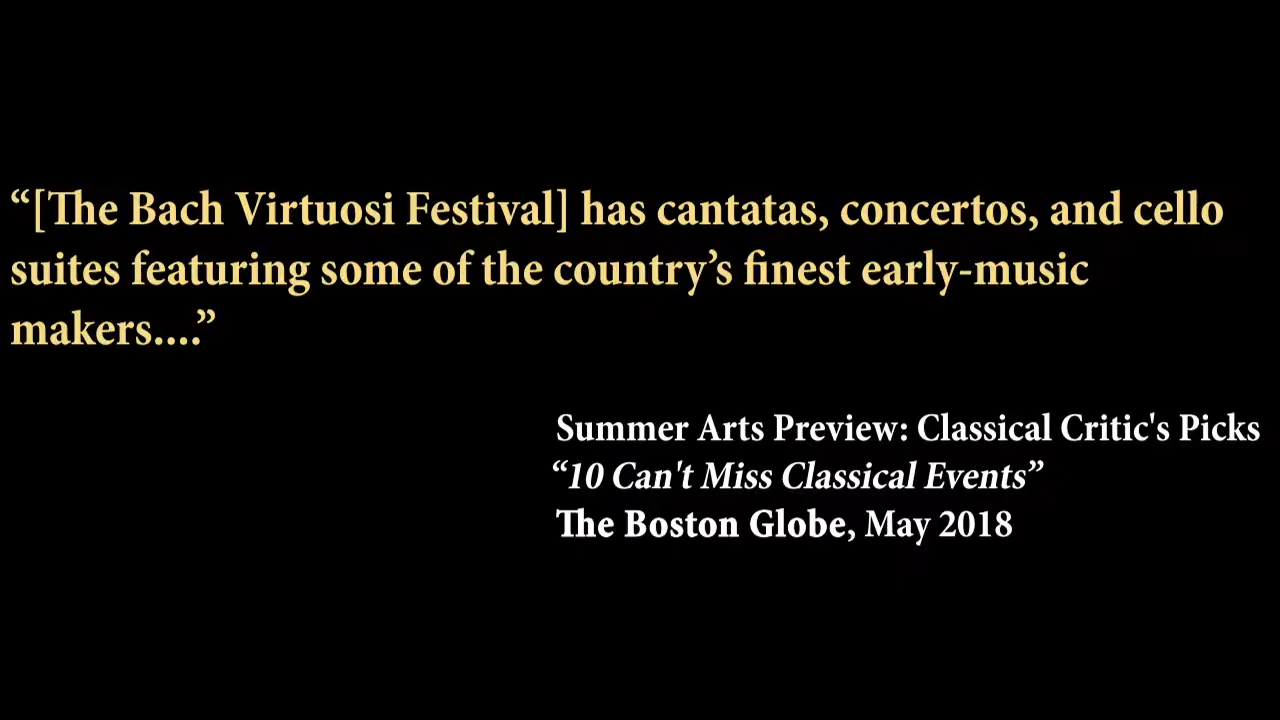 “[The Bach Virtuosi Festival] has cantatas, concertos, and cello
suites featuring some of the country’s finest early-music
makers....”
Summer Arts Preview: Classical Critic's Picks
“10 Can't Miss Classical Events”
The Boston Globe, May 2018